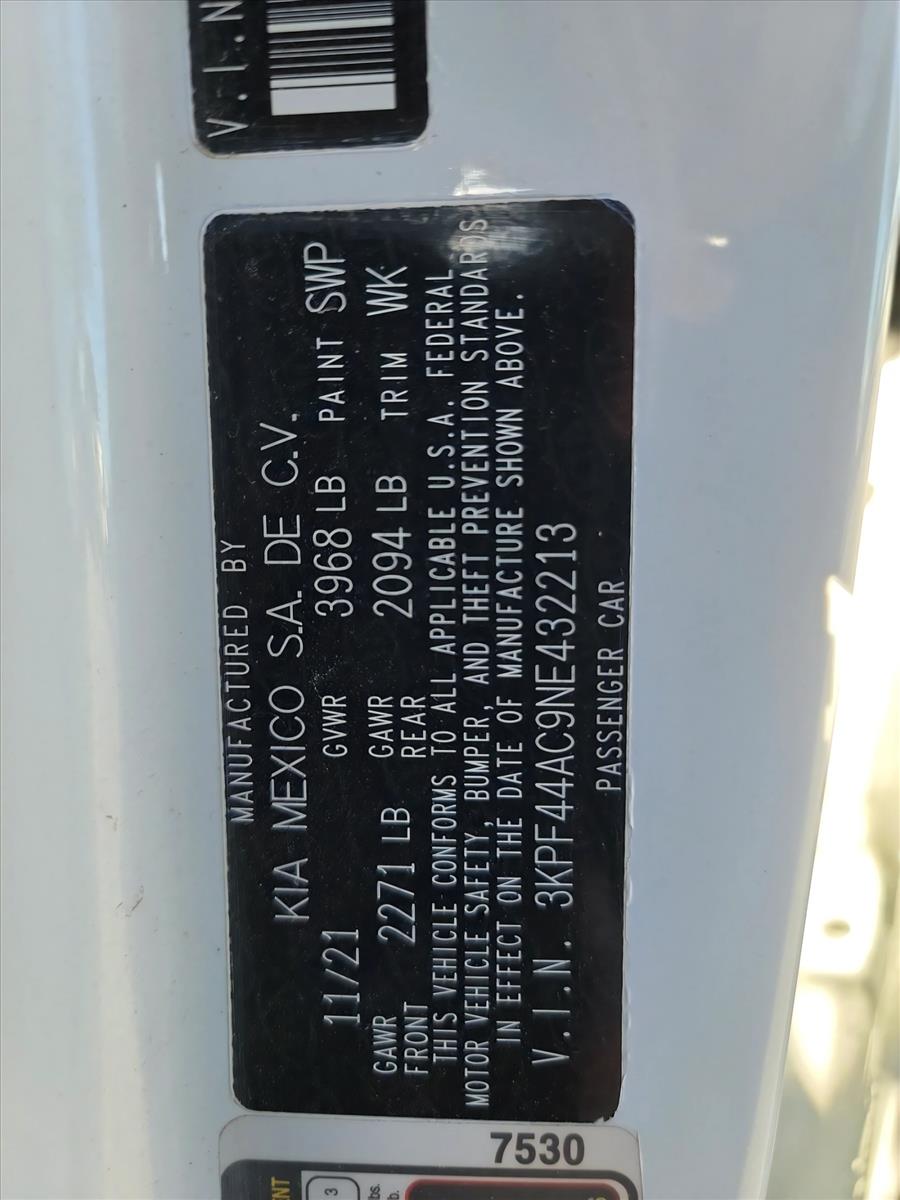 V.I.N
MANUFACTURED BY
KIA MEXICO S.A. DE C.V.
11/21 GVWR 3968 LB PAINT SWP
GAWR FRONT 2271 LB GAWR REAR 2094 LB TRIM WK
THIS VEHICLE CONFORMS TO ALL APPLICABLE U.S.A. FEDERAL
MOTOR VEHICLE SAFETY, BUMPER, AND THEFT PREVENTION STANDARDS
IN EFFECT ON THE DATE OF MANUFACTURE SHOWN ABOVE.
V.I.N. 3KPF44AC9NE432213
PASSENGER CAR
7530
3